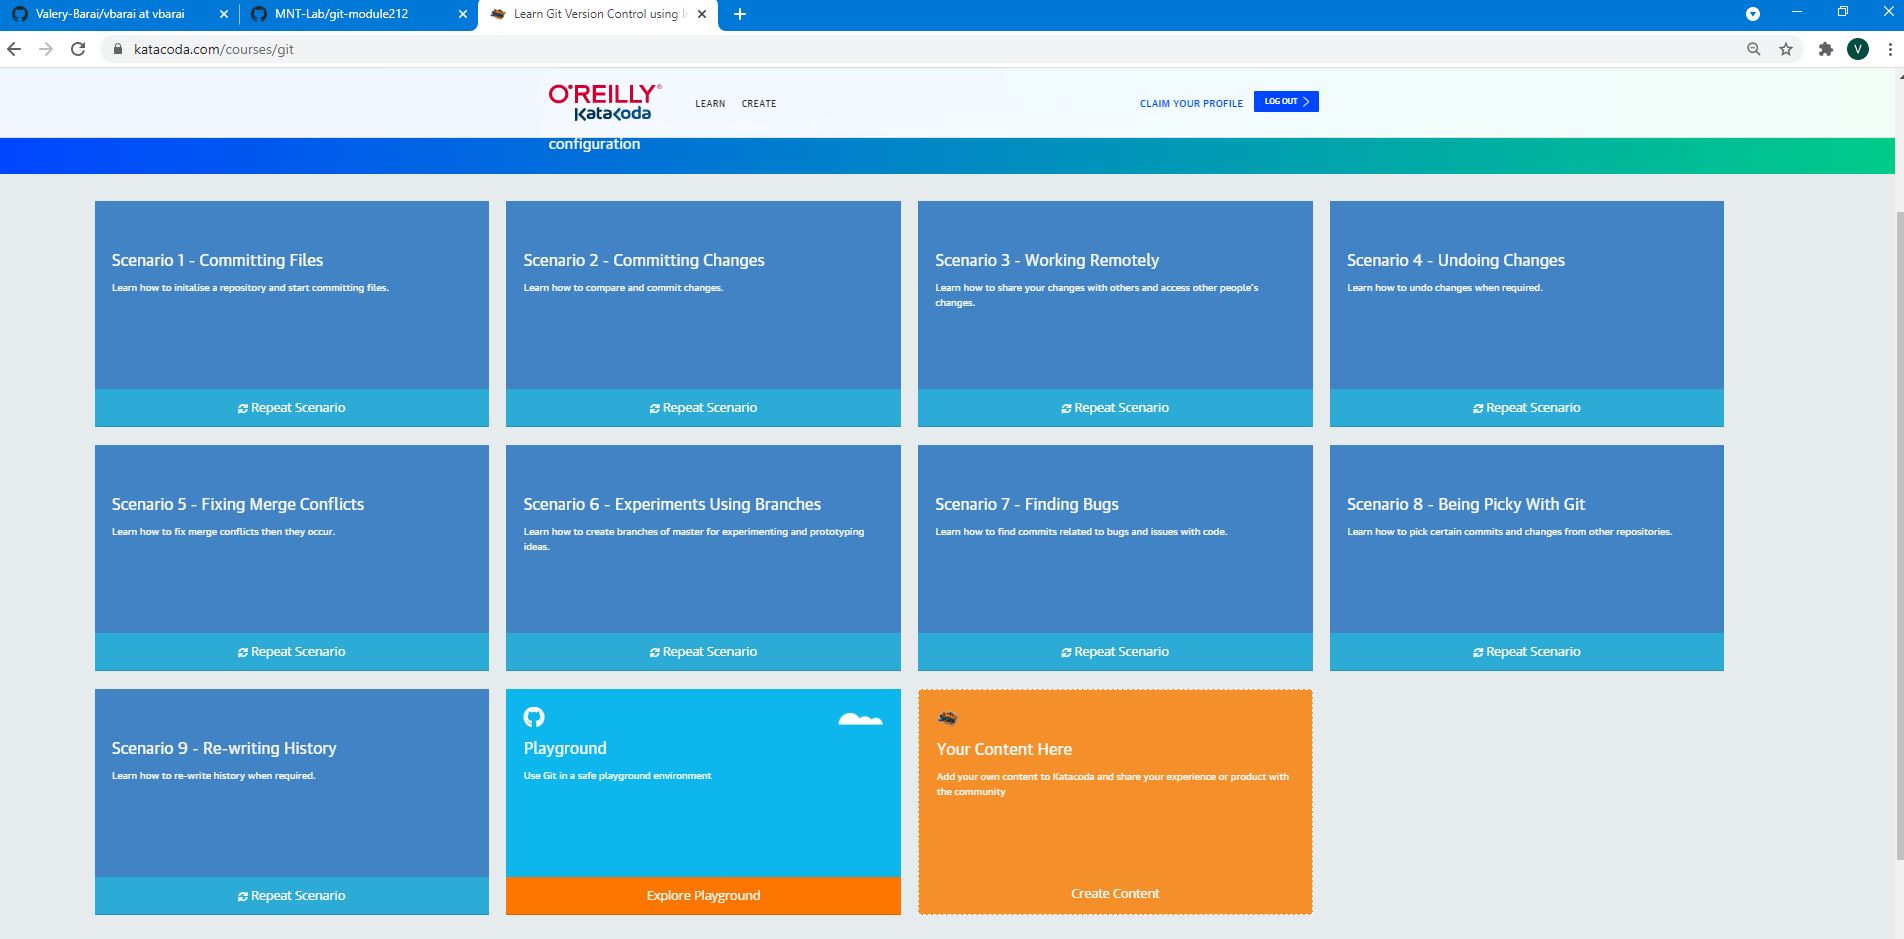 Valery-Barai/vbarai at vbarai
MNT-Lab/git-module212
Learn Git Version Control using I
katacoda.com/courses/git
V
O'REILLY®
KataKoda
LEARN
CREATE
CLAIM YOUR PROFILE
LOG OUT
configuration
Scenario 1 - Committing Files
Learn how to initalise a repository and start committing files.
Repeat Scenario
Scenario 2 - Committing Changes
Learn how to compare and commit changes.
Repeat Scenario
Scenario 3 - Working Remotely
Learn how to share your changes with others and access other people's
changes.
Repeat Scenario
Scenario 4 - Undoing Changes
Learn how to undo changes when required.
Repeat Scenario
Scenario 5 - Fixing Merge Conflicts
Learn how to fix merge conflicts then they occur.
Repeat Scenario
Scenario 6 - Experiments Using Branches
Learn how to create branches of master for experimenting and prototyping
ideas.
Repeat Scenario
Scenario 7 - Finding Bugs
Learn how to find commits related to bugs and issues with code.
Repeat Scenario
Scenario 8 - Being Picky With Git
Learn how to pick certain commits and changes from other repositories.
Repeat Scenario
Scenario 9 - Re-writing History
Learn how to re-write history when required.
Repeat Scenario
Playground
Use Git in a safe playground environment
Explore Playground
Your Content Here
Add your own content to Katacoda and share your experience or product with
the community
Create Content